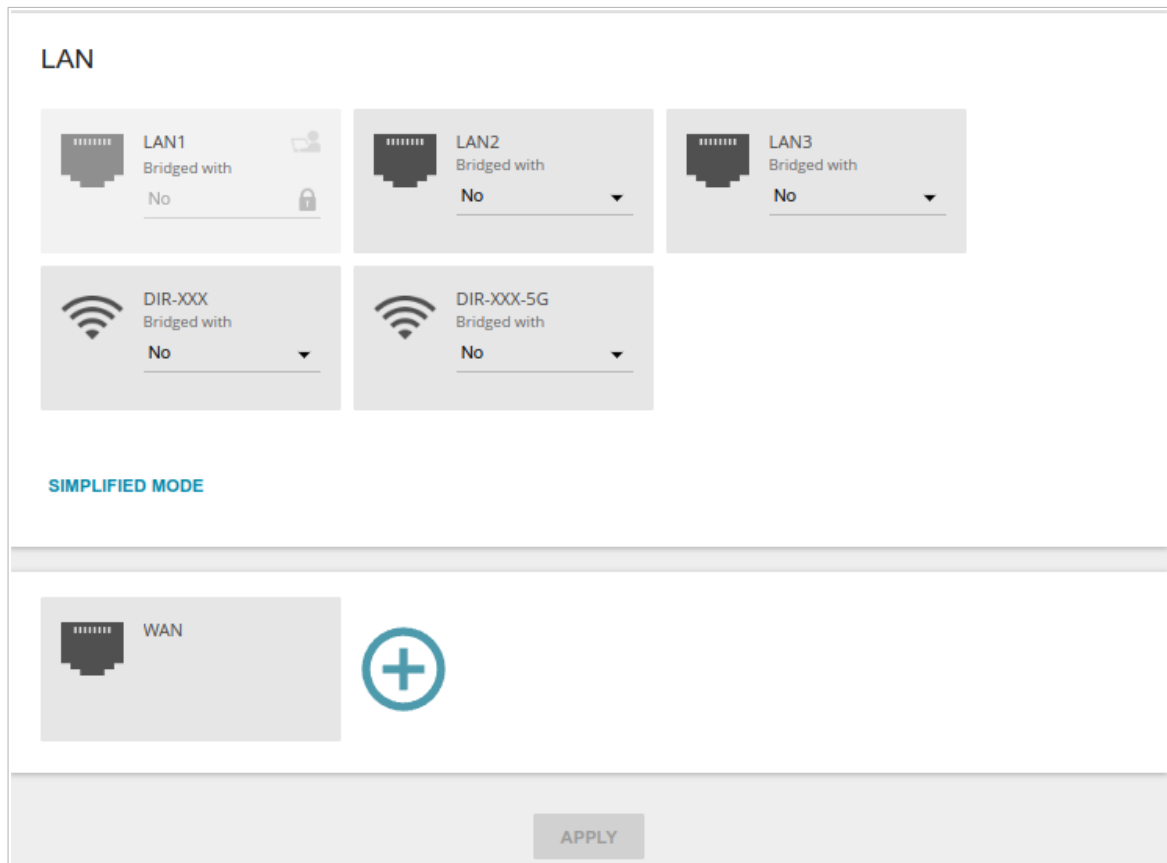 LAN
LAN1
Bridged with
No
LAN2
Bridged with
No
LAN3
Bridged with
No
DIR-XXX
Bridged with
No
DIR-XXX-5G
Bridged with
No
SIMPLIFIED MODE
WAN
APPLY